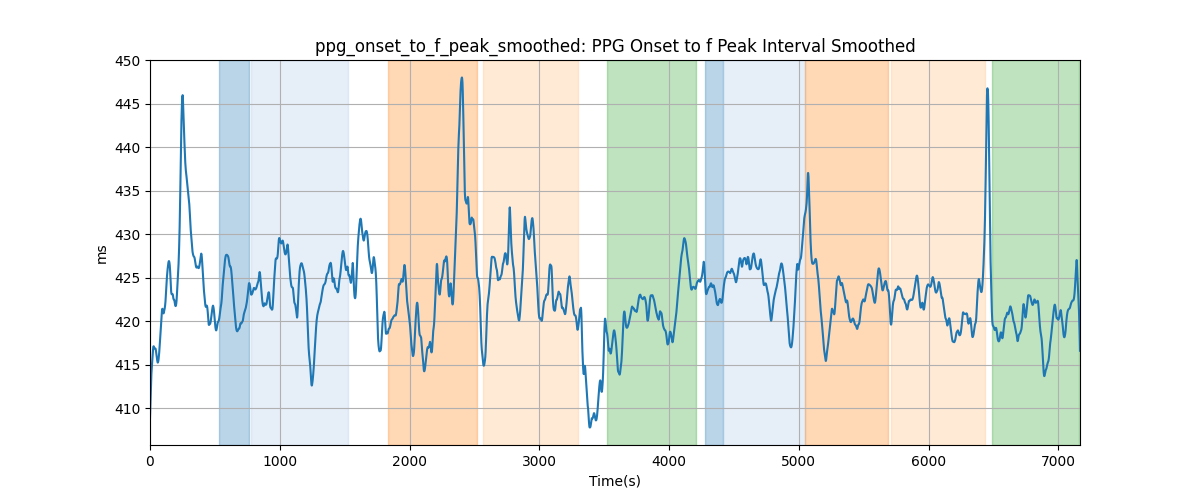 ppg_onset_to_f_peak_smoothed: PPG Onset to f Peak Interval Smoothed
450
445
440
435
430
425
420
415
410
ms
0 1000 2000 3000 4000 5000 6000 7000
Time(s)